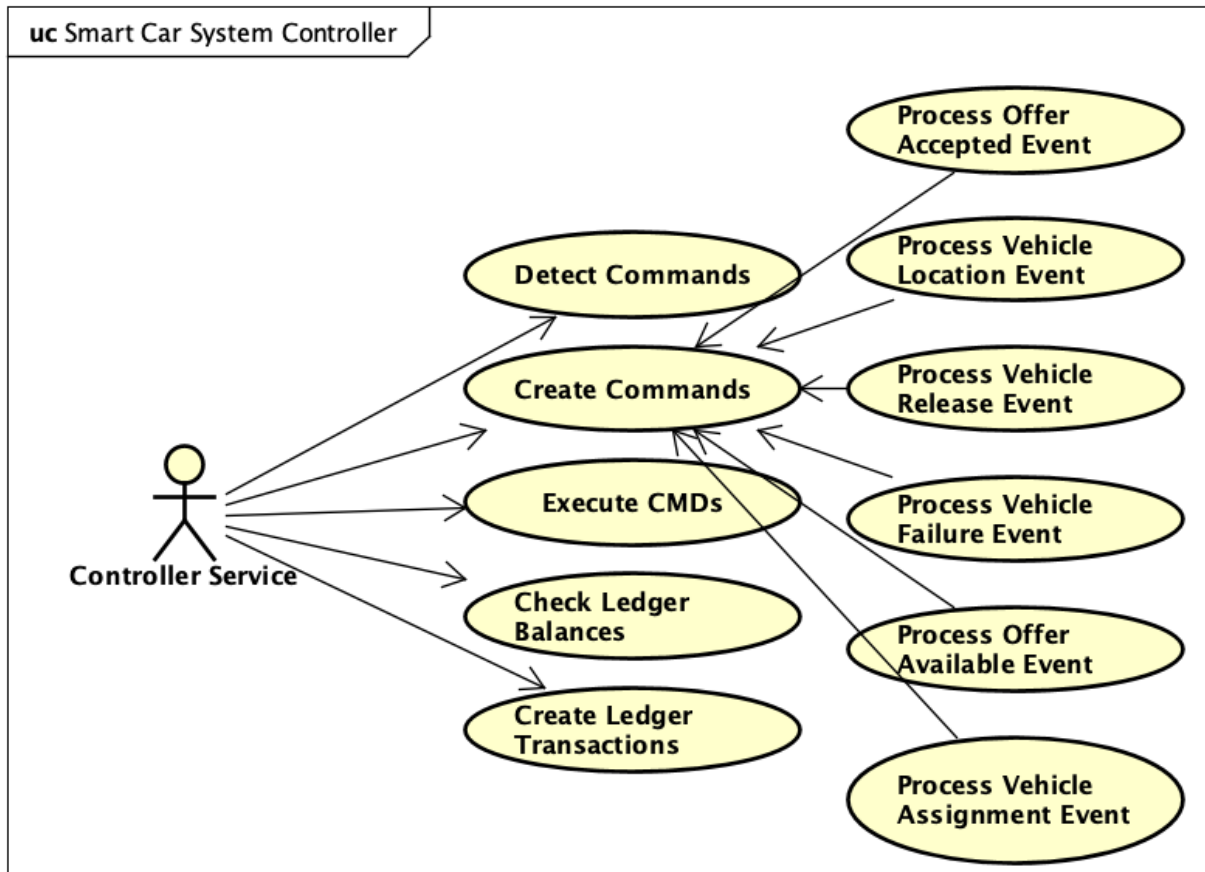 uc Smart Car System Controller
Process Offer
Accepted Event
Process Vehicle
Location Event
Detect Commands
Create Commands
Process Vehicle
Release Event
Execute CMDs
Process Vehicle
Failure Event
Controller Service
Check Ledger
Balances
Process Offer
Available Event
Create Ledger
Transactions
Process Vehicle
Assignment Event